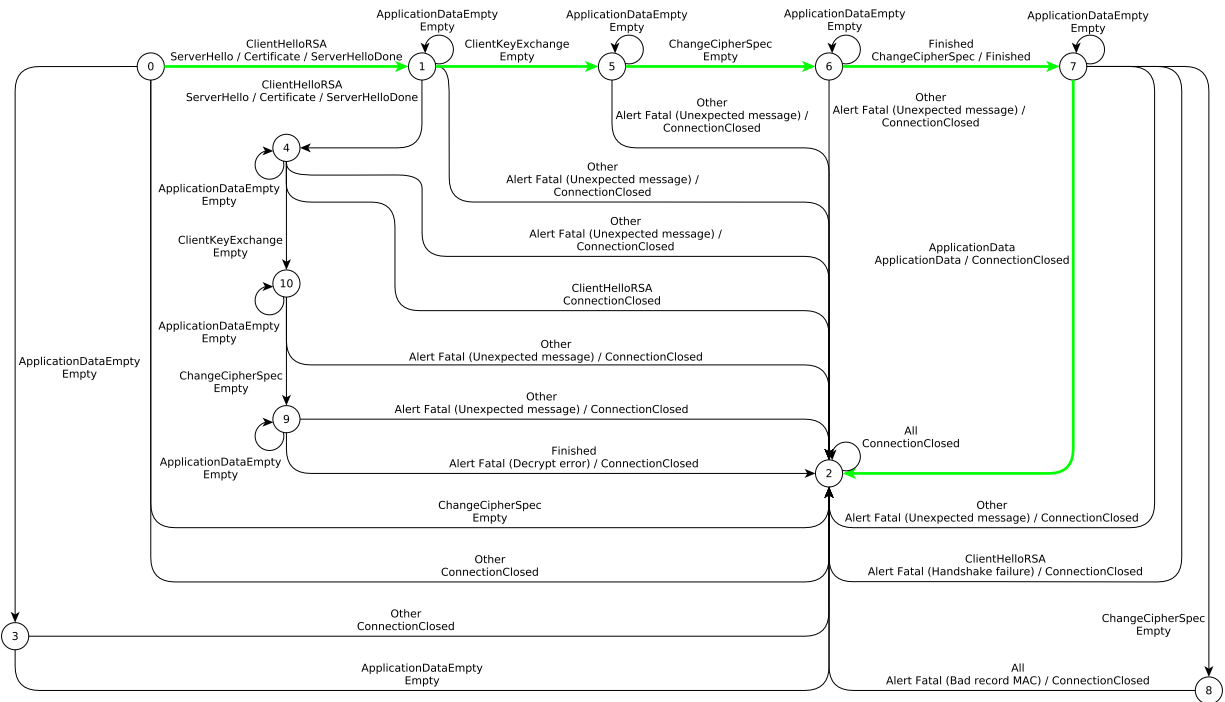 ApplicationDataEmpty
Empty
ApplicationDataEmpty
Empty
ApplicationDataEmpty
Empty
ApplicationDataEmpty
Empty
ClientHelloRSA
ServerHello / Certificate / ServerHelloDone
ClientKeyExchange
Empty
ChangeCipherSpec
Empty
Finished
ChangeCipherSpec / Finished
0
1
5
6
7
ClientHelloRSA
ServerHello / Certificate / ServerHelloDone
Other
Alert Fatal (Unexpected message) /
ConnectionClosed
Other
Alert Fatal (Unexpected message) /
ConnectionClosed
4
ApplicationDataEmpty
Empty
Other
Alert Fatal (Unexpected message) /
ConnectionClosed
Other
Alert Fatal (Unexpected message) /
ConnectionClosed
ClientKeyExchange
Empty
ApplicationData
ApplicationData / ConnectionClosed
10
ClientHelloRSA
ConnectionClosed
ApplicationDataEmpty
Empty
Other
Alert Fatal (Unexpected message) / ConnectionClosed
ApplicationDataEmpty
Empty
ChangeCipherSpec
Empty
Other
Alert Fatal (Unexpected message) / ConnectionClosed
9
All
ConnectionClosed
ApplicationDataEmpty
Empty
Finished
Alert Fatal (Decrypt error) / ConnectionClosed
2
ChangeCipherSpec
Empty
Other
Alert Fatal (Unexpected message) / ConnectionClosed
Other
ConnectionClosed
ClientHelloRSA
Alert Fatal (Handshake failure) / ConnectionClosed
3
Other
ConnectionClosed
ChangeCipherSpec
Empty
ApplicationDataEmpty
Empty
All
Alert Fatal (Bad record MAC) / ConnectionClosed
8